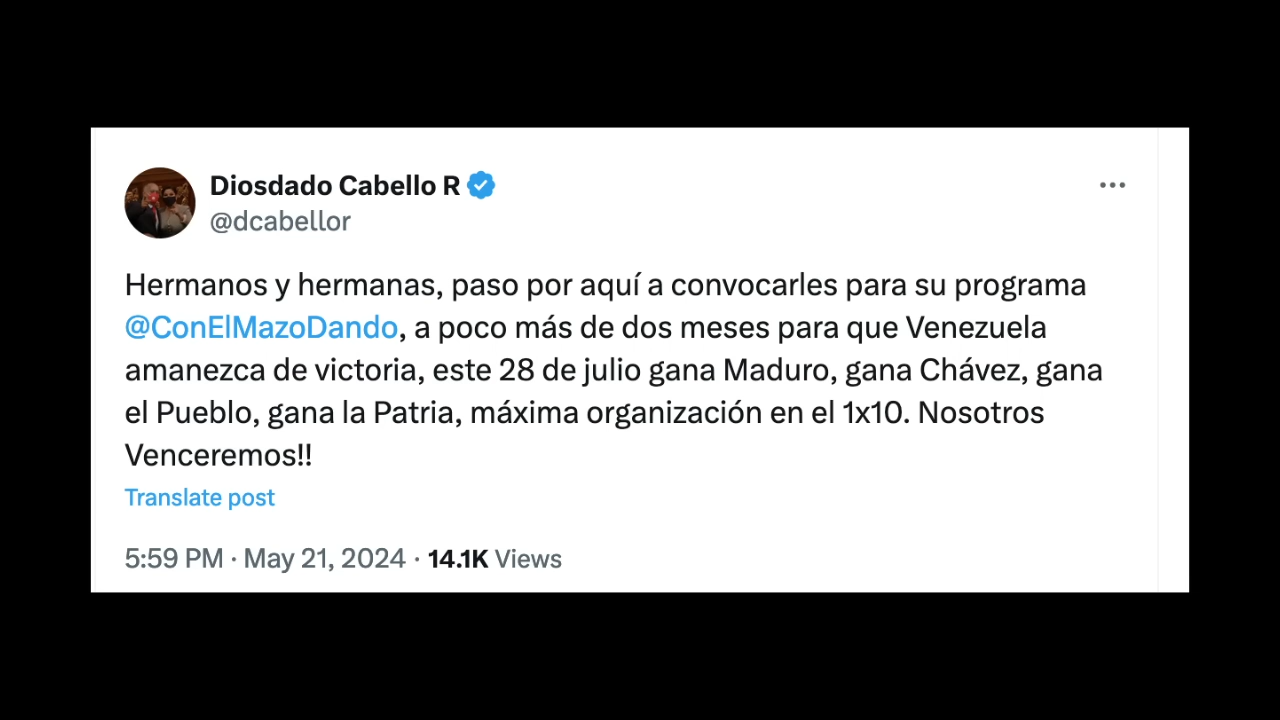 Diosdado Cabello R
@dcabellor
Hermanos y hermanas, paso por aquí a convocarles para su programa
@ConElMazoDando, a poco más de dos meses para que Venezuela
amanezca de victoria, este 28 de julio gana Maduro, gana Chávez, gana
el Pueblo, gana la Patria, máxima organización en el 1x10. Nosotros
Venceremos!!
Translate post
5:59 PM · May 21, 2024 · 14.1K Views